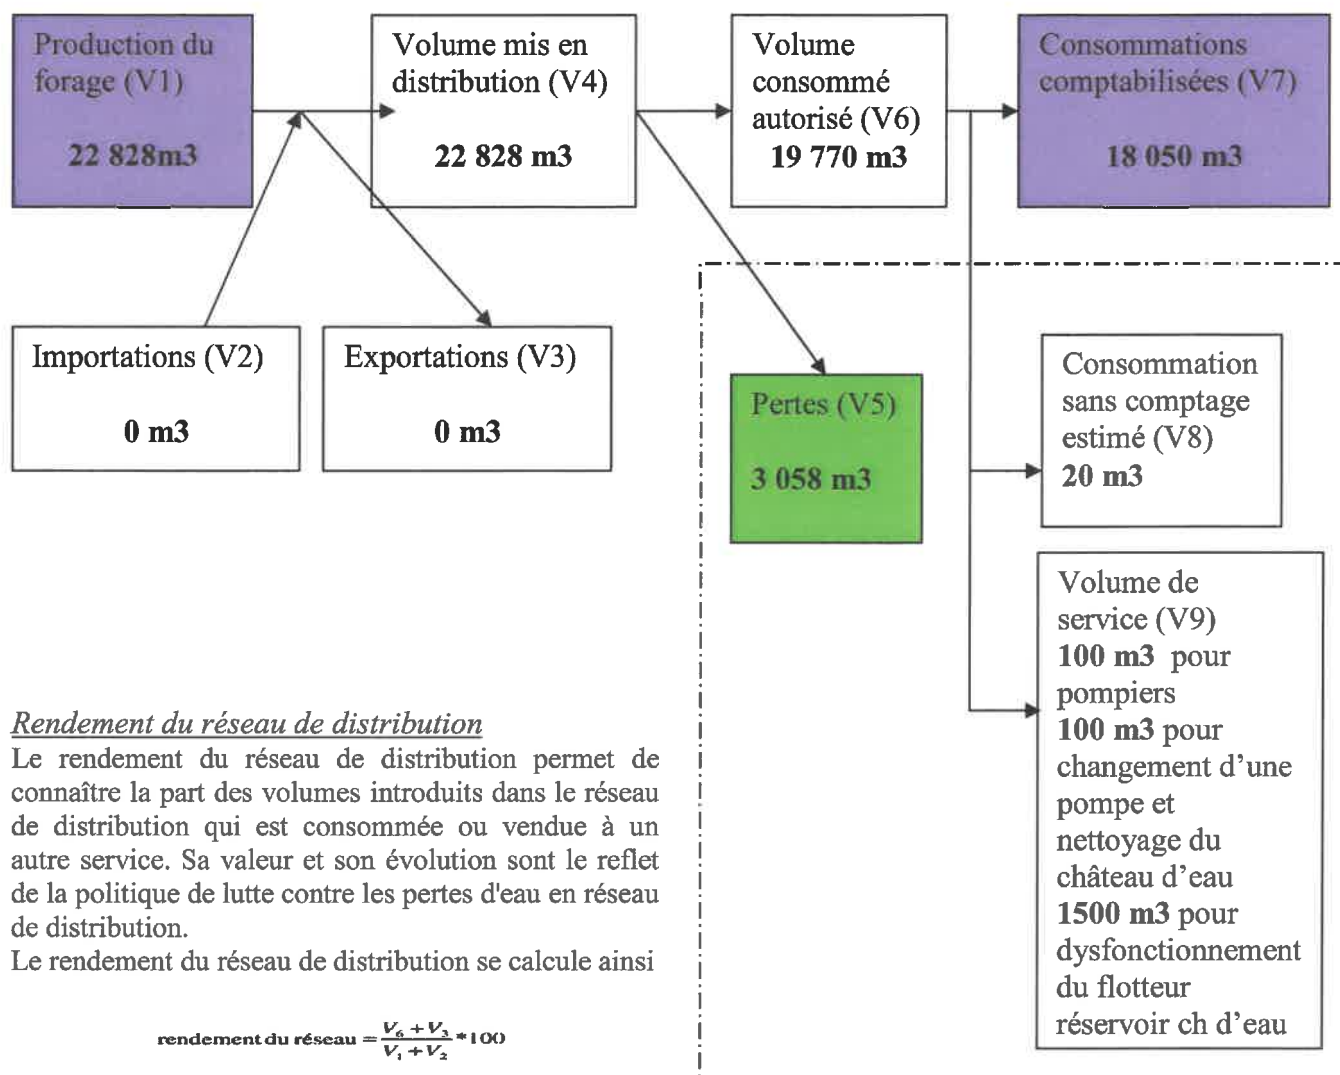 Production du
forage (V1)
22 828m3
Volume mis en
distribution (V4)
22 828 m3
Volume
consommé
autorisé (V6)
19 770 m3
Consommations
comptabilisées (V7)
18 050 m3
Importations (V2)
0 m3
Exportations (V3)
0 m3
Pertes (V5)
3 058 m3
Consommation
sans comptage
estimé (V8)
20 m3
Volume de
service (V9)
100 m3 pour
pompiers
100 m3 pour
changement d'une
pompe et
nettoyage du
château d'eau
1500 m3 pour
dysfonctionnement
du flotteur
réservoir ch d'eau
Rendement du réseau de distribution
Le rendement du réseau de distribution permet de
connaître la part des volumes introduits dans le réseau
de distribution qui est consommée ou vendue à un
autre service. Sa valeur et son évolution sont le reflet
de la politique de lutte contre les pertes d'eau en réseau
de distribution.
Le rendement du réseau de distribution se calcule ainsi
rendement du réseau = (V6 + V3) / (V1 + V2) * 100